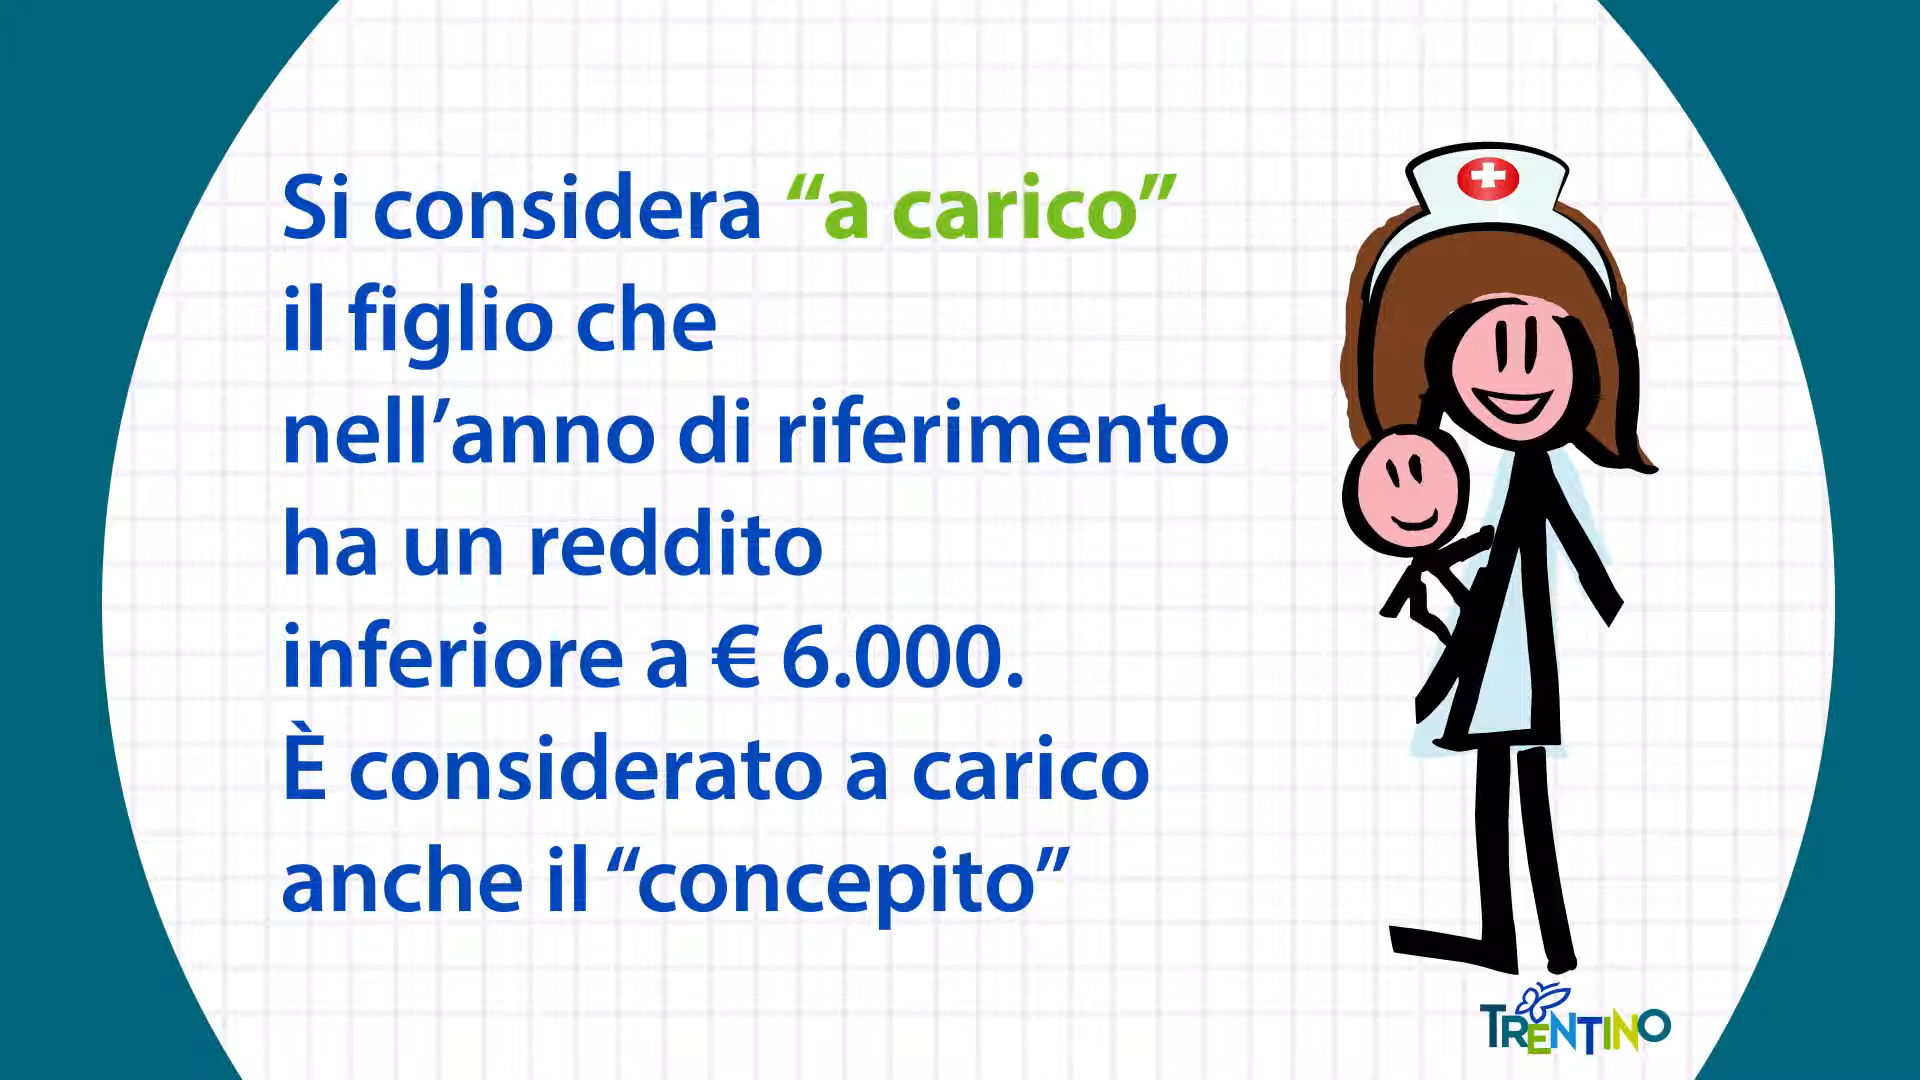 Si considera “a carico”
il figlio che
nell’anno di riferimento
ha un reddito
inferiore a € 6.000.
È considerato a carico
anche il “concepito”
TRENTINO